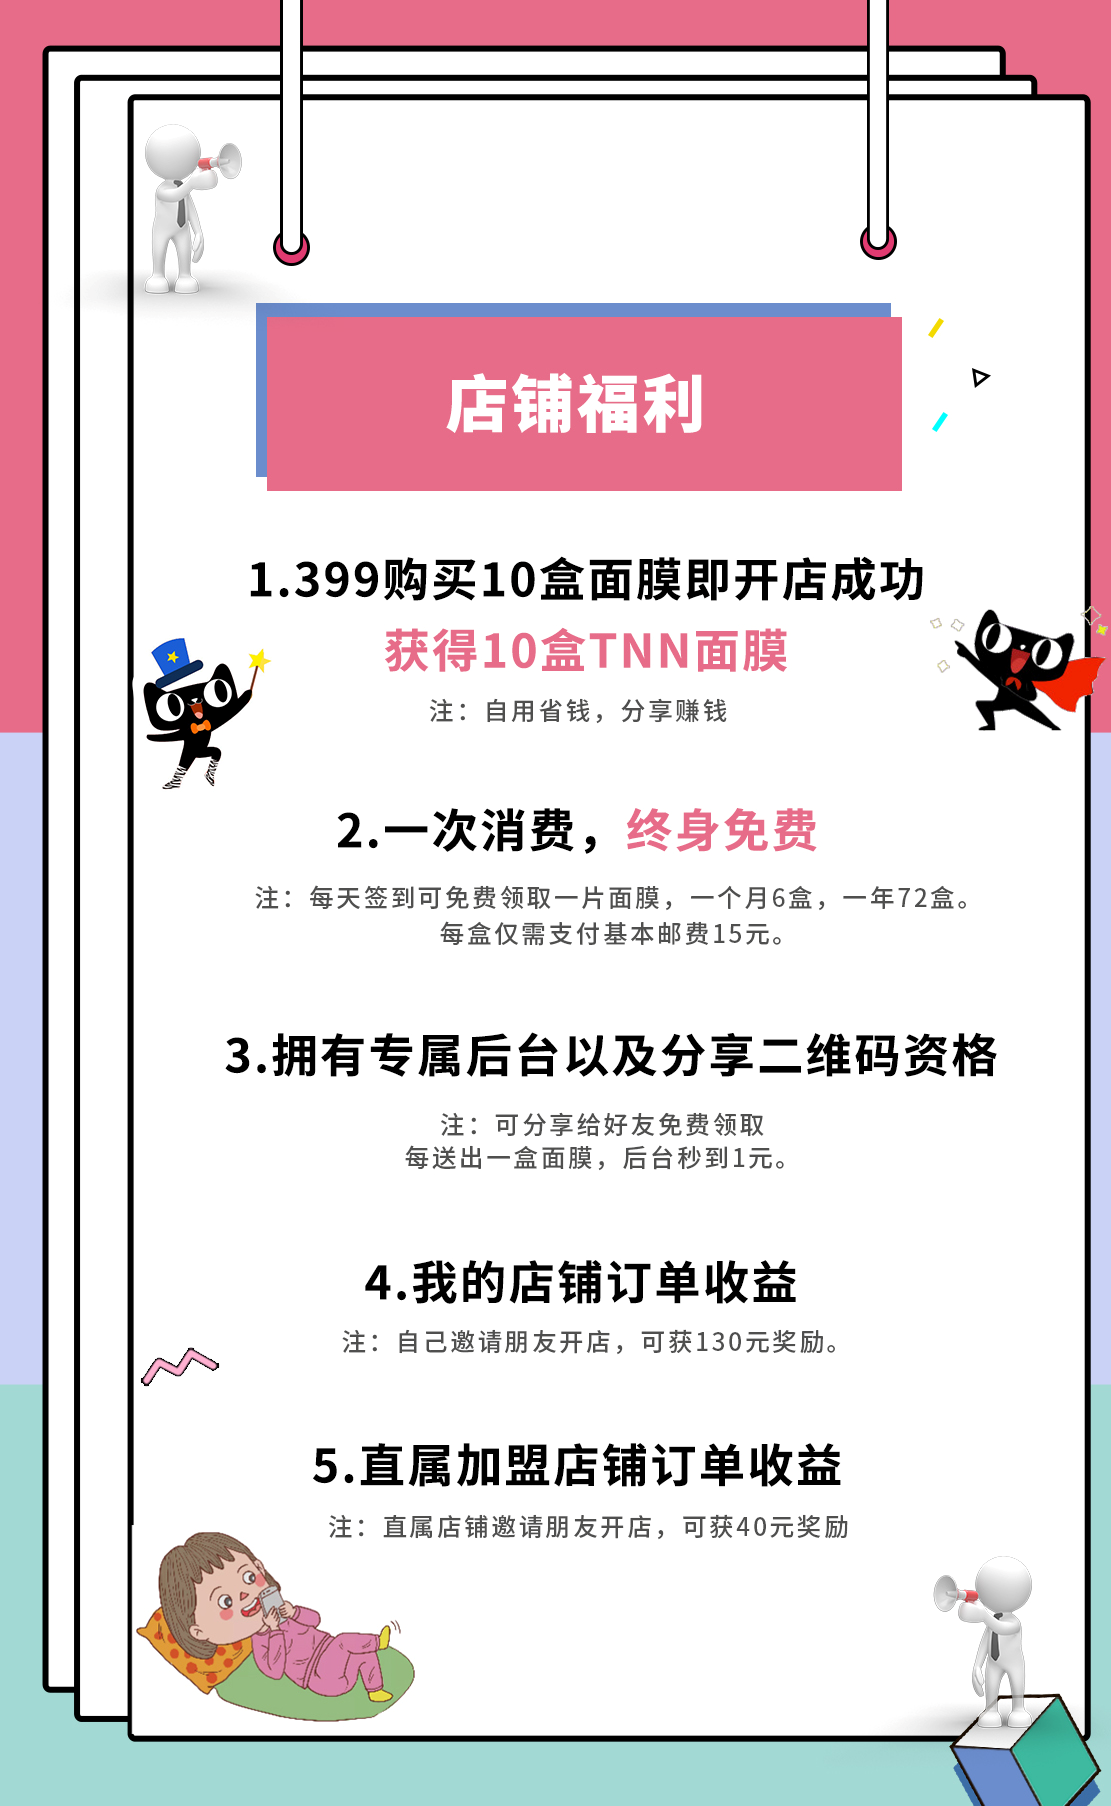 店铺福利
1.399购买10盒面膜即开店成功
获得10盒TNN面膜
注：自用省钱，分享赚钱
2.一次消费，终身免费
注：每天签到可免费领取一片面膜，一个月6盒，一年72盒。
每盒仅需支付基本邮费15元。
3.拥有专属后台以及分享二维码资格
注：可分享给好友免费领取
每送出一盒面膜，后台秒到1元。
4.我的店铺订单收益
注：自己邀请朋友开店，可获130元奖励。
5.直属加盟店铺订单收益
注：直属店铺邀请朋友开店，可获40元奖励